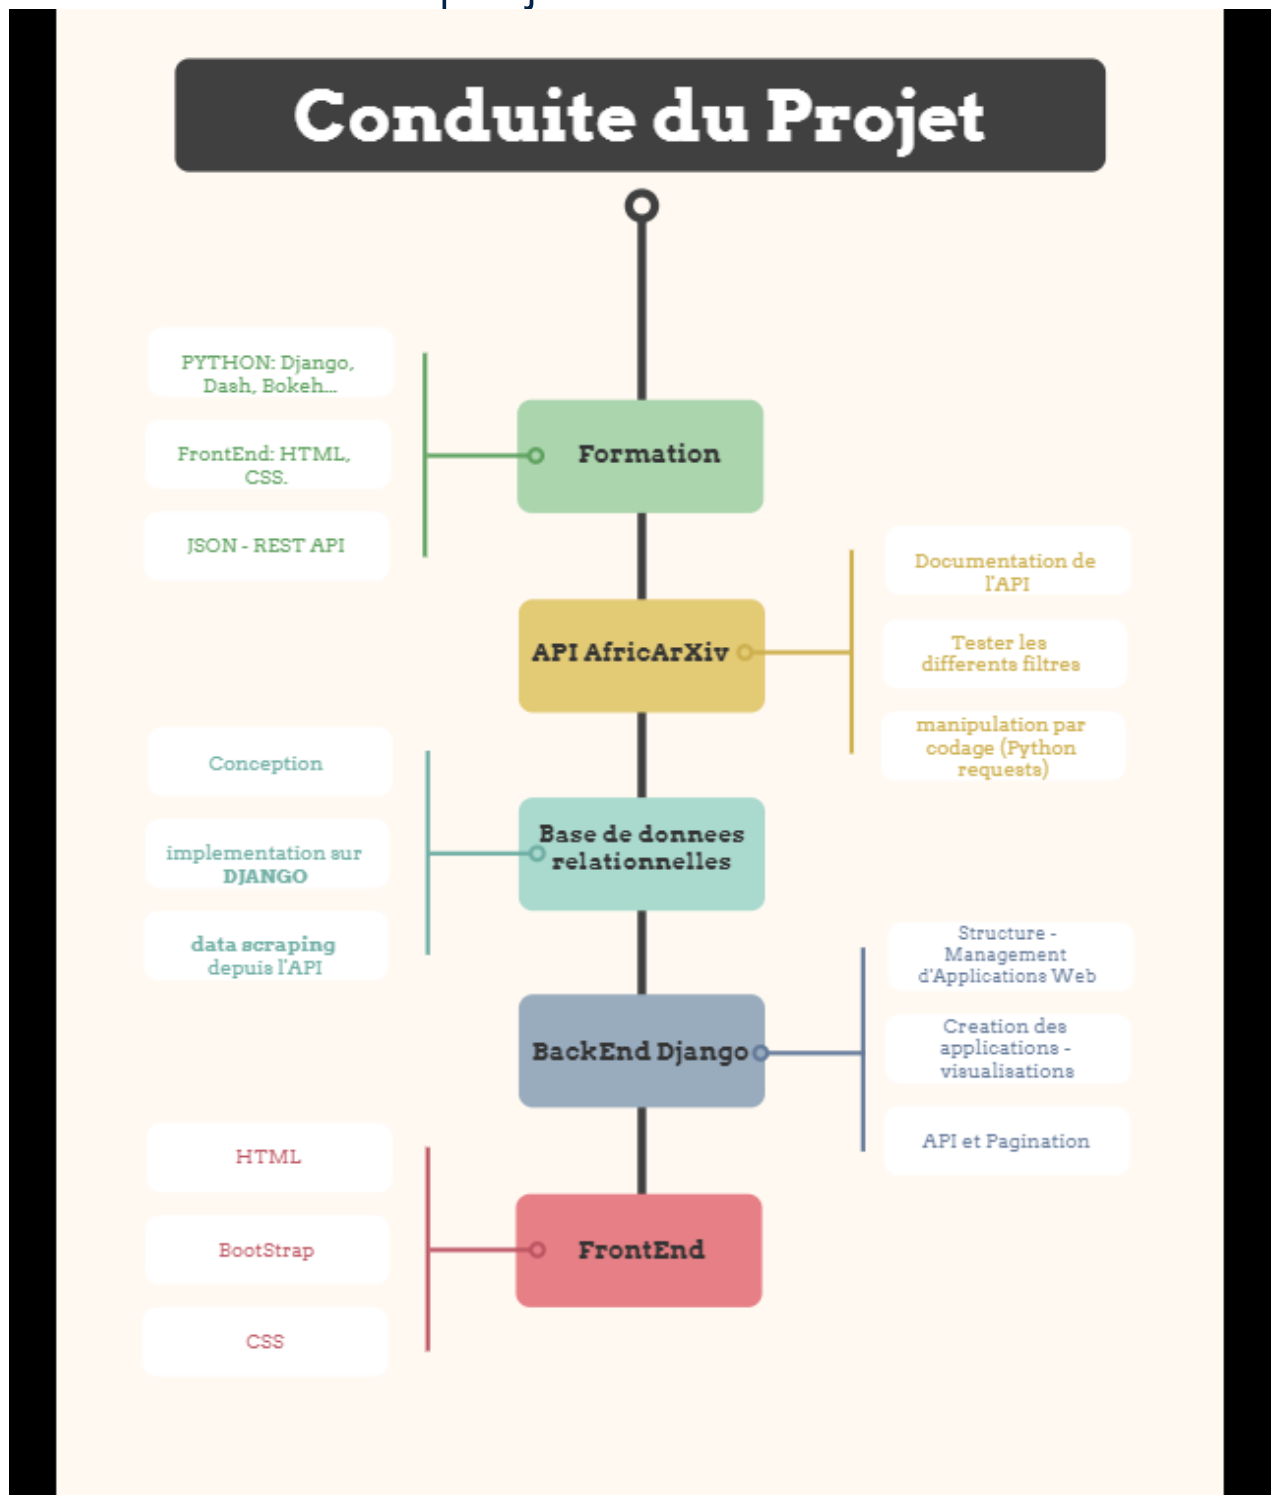 Conduite du Projet
PYTHON: Django,
Dash, Bokeh...
FrontEnd: HTML,
CSS.
JSON - REST API
Formation
Documentation de
l'API
Tester les
differents filtres
manipulation par
codage (Python
requests)
API AfricArXiv
Conception
implementation sur
DJANGO
data scraping
depuis l'API
Base de donnees
relationnelles
Structure -
Management
d'Applications Web
Creation des
applications -
visualisations
API et Pagination
BackEnd Django
HTML
BootStrap
CSS
FrontEnd